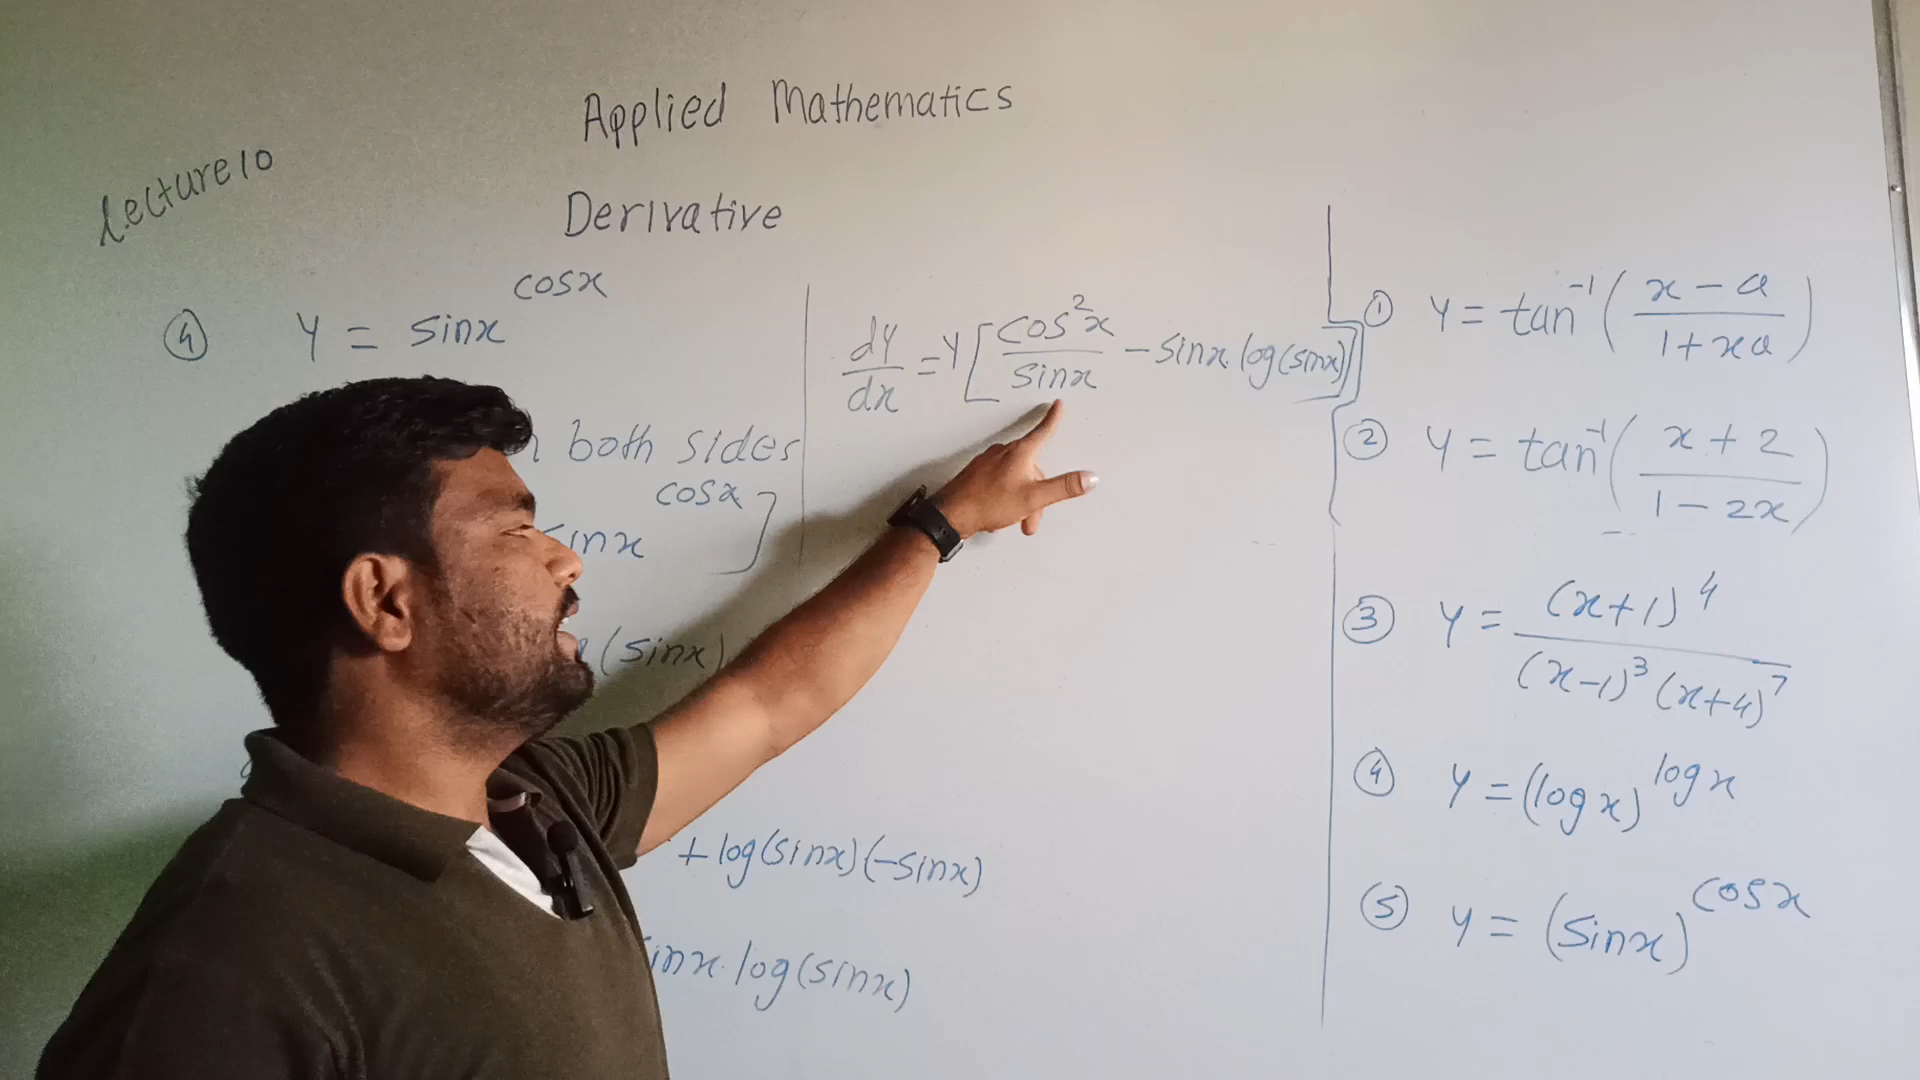 Applied Mathematics
Lecture 10
Derivative
④ y = sinx^cosx
both sides
sinx^cosx ]
(sinx)
+ log(sinx)(-sinx)
sinx. log(sinx)
dy/dx = y [ cos²x/sinx - sinx. log(sinx) ]
① y = tan⁻¹ ( x - a / 1 + xa )
② y = tan⁻¹ ( x + 2 / 1 - 2x )
③ y = (x+1)⁴ / (x-1)³ (x+4)⁷
④ y = (log x)^log x
⑤ y = (sinx)^cosx